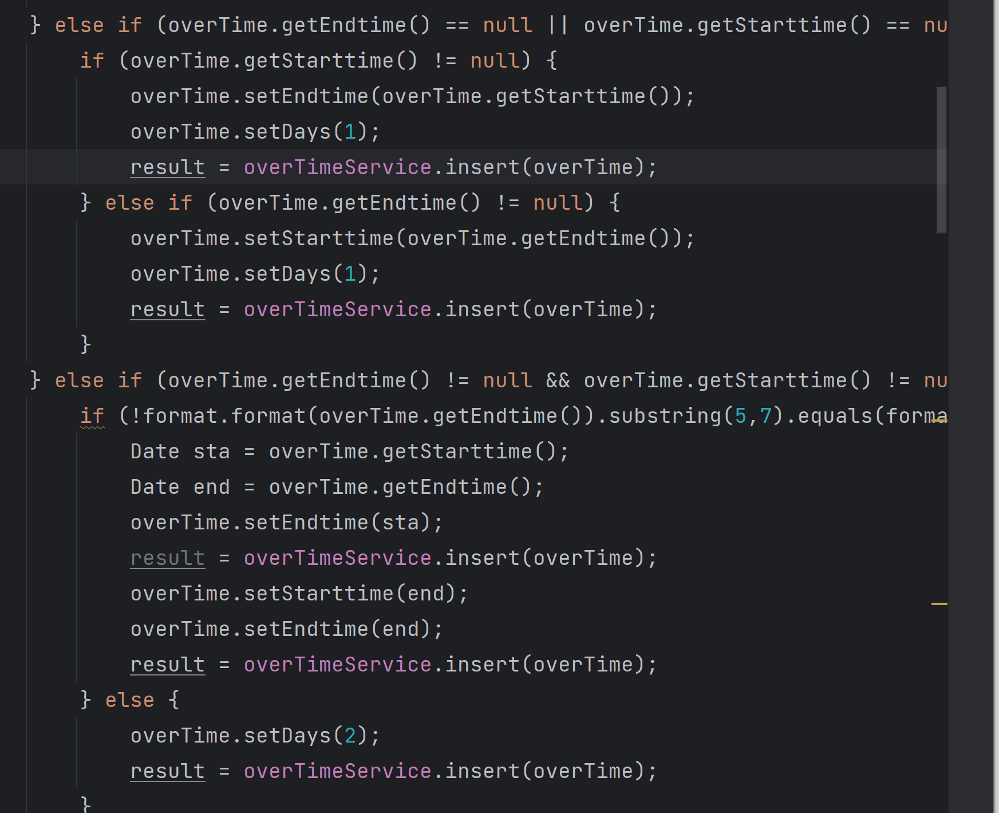 } else if (overTime.getEndtime() == null || overTime.getStarttime() == nu
if (overTime.getStarttime() != null) {
overTime.setEndtime(overTime.getStarttime());
overTime.setDays(1);
result = overTimeService.insert(overTime);
} else if (overTime.getEndtime() != null) {
overTime.setStarttime(overTime.getEndtime());
overTime.setDays(1);
result = overTimeService.insert(overTime);
}
} else if (overTime.getEndtime() != null && overTime.getStarttime() != nu
if (!format.format(overTime.getEndtime()).substring(5,7).equals(forma
Date sta = overTime.getStarttime();
Date end = overTime.getEndtime();
overTime.setEndtime(sta);
result = overTimeService.insert(overTime);
overTime.setStarttime(end);
overTime.setEndtime(end);
result = overTimeService.insert(overTime);
} else {
overTime.setDays(2);
result = overTimeService.insert(overTime);
}